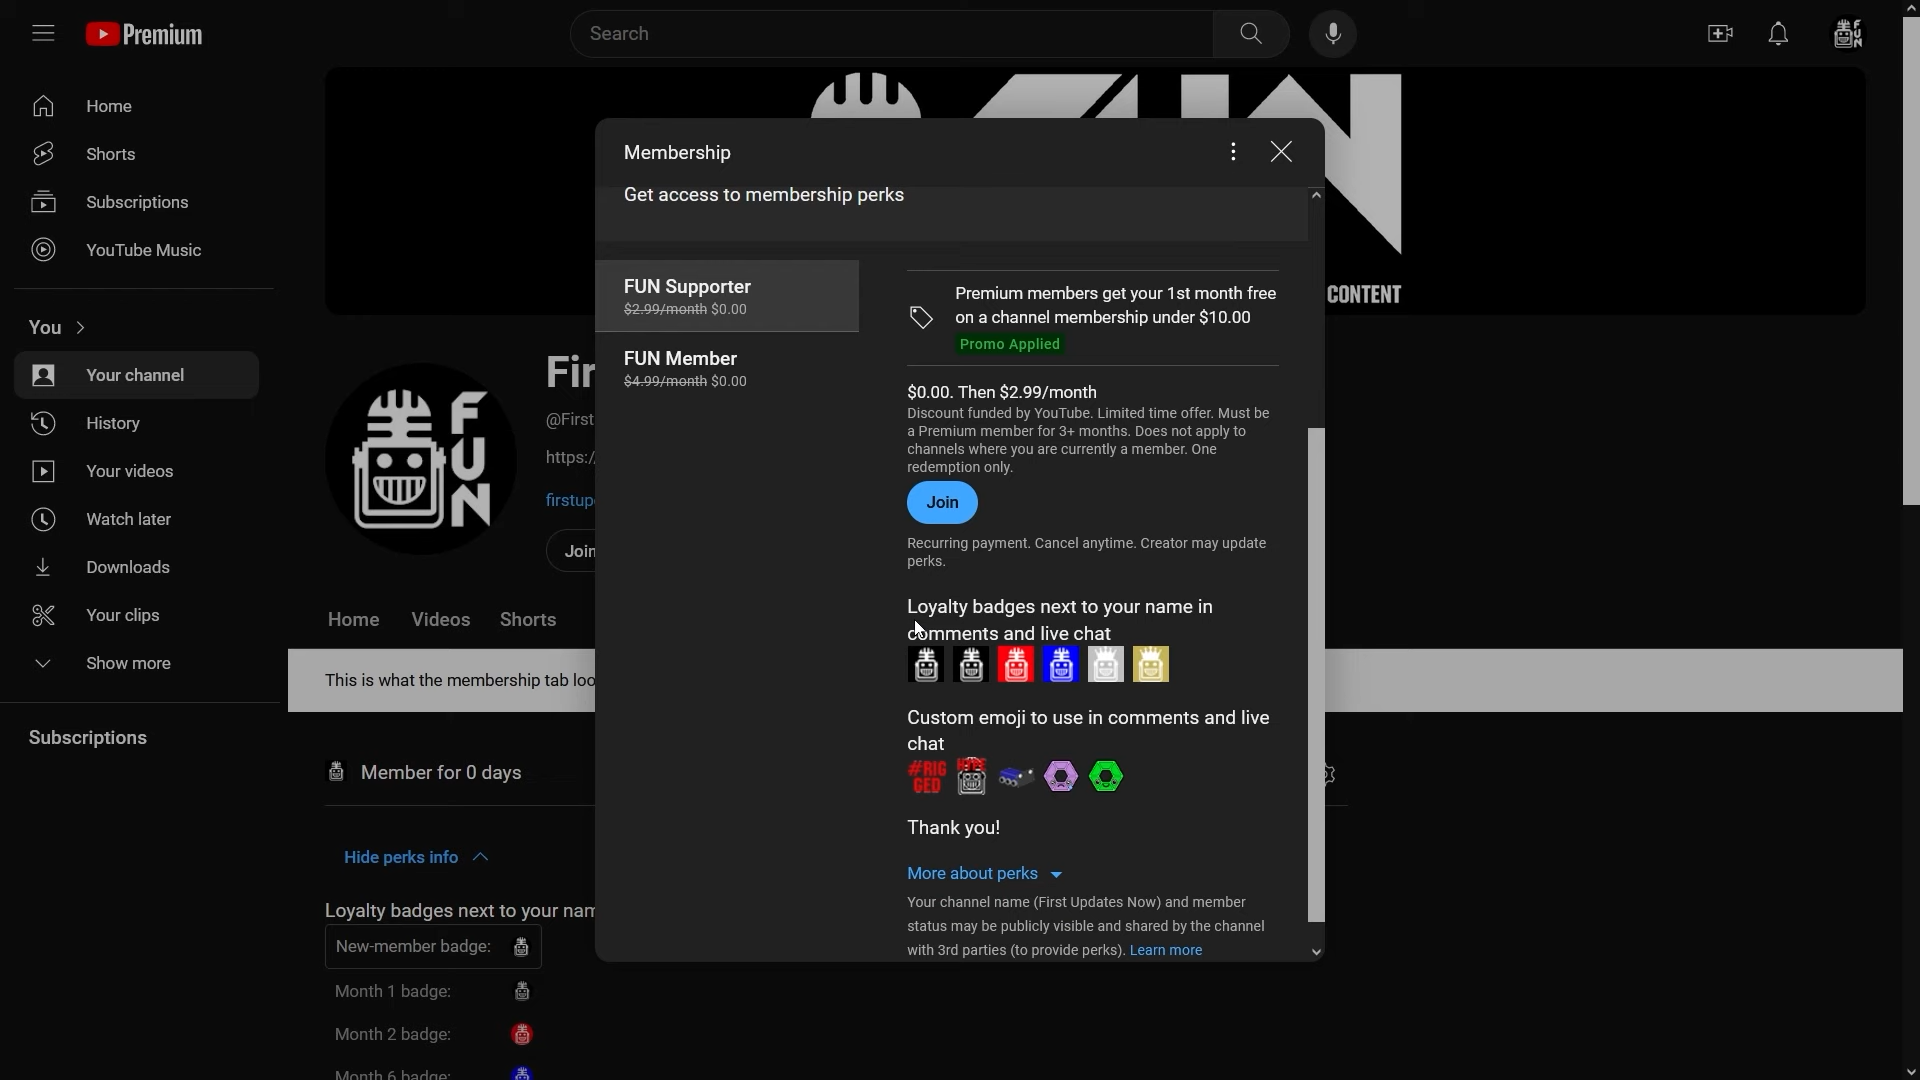 Premium
Search
FUN
Home
Shorts
Subscriptions
YouTube Music
You
Your channel
History
Your videos
Watch later
Downloads
Your clips
Show more
Subscriptions
CONTENT
FUN
Fir
@First
https:/
firstup
Join
Home Videos Shorts
This is what the membership tab loo
Member for 0 days
Hide perks info
Loyalty badges next to your nam
New-member badge:
Month 1 badge:
Month 2 badge:
Month 6 badge:
Membership
Get access to membership perks
FUN Supporter
$2.99/month $0.00
FUN Member
$4.99/month $0.00
Premium members get your 1st month free
on a channel membership under $10.00
Promo Applied
$0.00. Then $2.99/month
Discount funded by YouTube. Limited time offer. Must be
a Premium member for 3+ months. Does not apply to
channels where you are currently a member. One
redemption only.
Join
Recurring payment. Cancel anytime. Creator may update
perks.
Loyalty badges next to your name in
comments and live chat
Custom emoji to use in comments and live
chat
#RIG
GED
HYPE
Thank you!
More about perks
Your channel name (First Updates Now) and member
status may be publicly visible and shared by the channel
with 3rd parties (to provide perks). Learn more